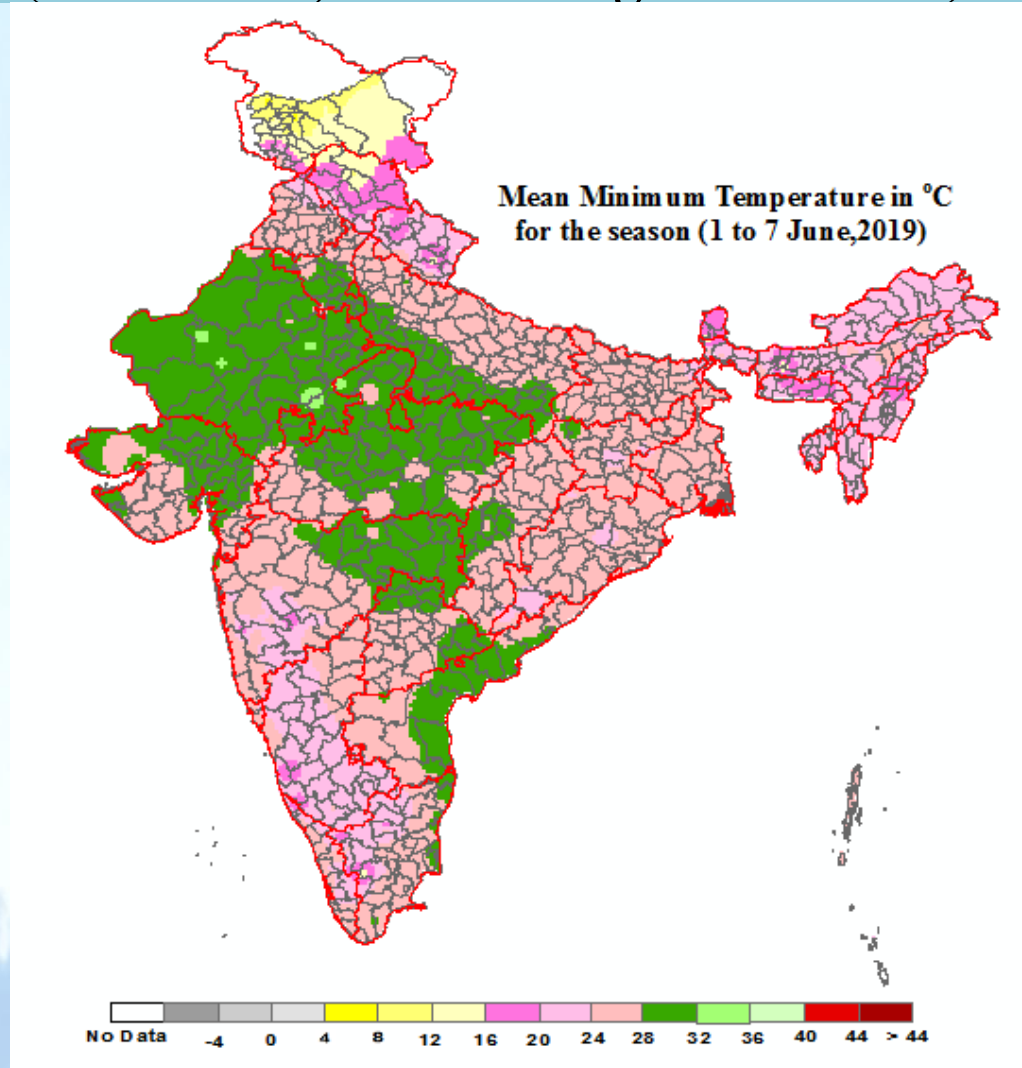 Mean Minimum Temperature in °C
for the season (1 to 7 June,2019)
No Data -4 0 4 8 12 16 20 24 28 32 36 40 44 > 44